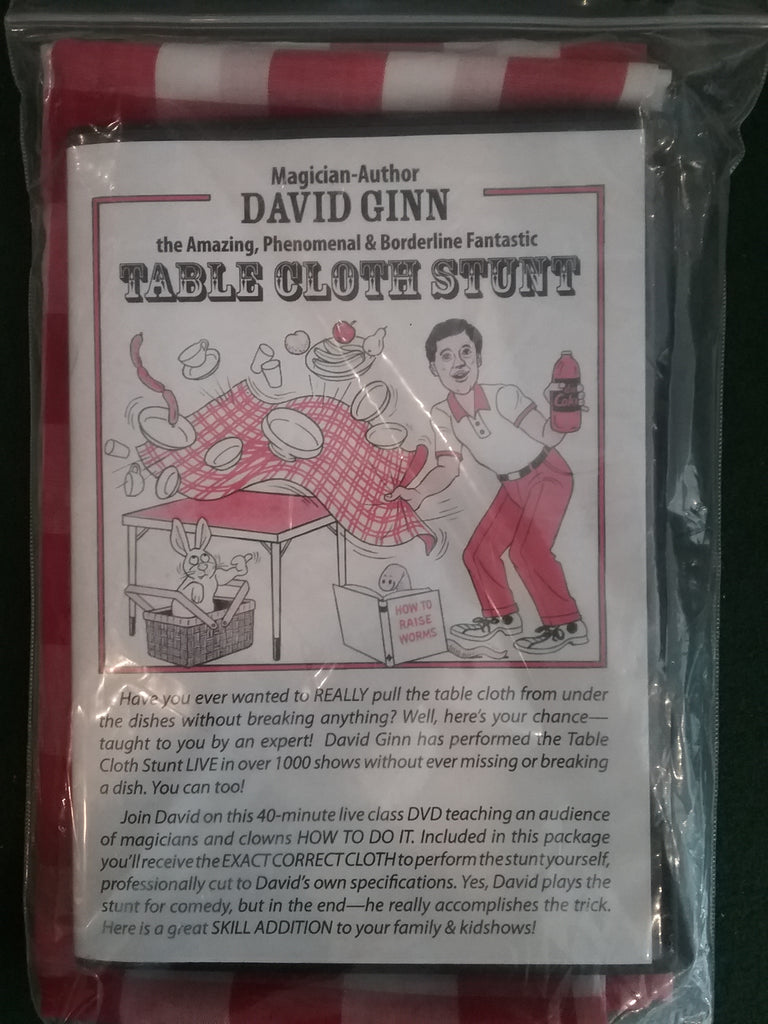 Magician-Author
DAVID GINN
the Amazing, Phenomenal & Borderline Fantastic
TABLE CLOTH STUNT
Coke
HOW TO
RAISE
WORMS
Have you ever wanted to REALLY pull the table cloth from under
the dishes without breaking anything? Well, here's your chance—
taught to you by an expert! David Ginn has performed the Table
Cloth Stunt LIVE in over 1000 shows without ever missing or breaking
a dish. You can too!
Join David on this 40-minute live class DVD teaching an audience
of magicians and clowns HOW TO DO IT. Included in this package
you'll receive the EXACT CORRECT CLOTH to perform the stunt yourself,
professionally cut to David's own specifications. Yes, David plays the
stunt for comedy, but in the end—he really accomplishes the trick.
Here is a great SKILL ADDITION to your family & kidshows!